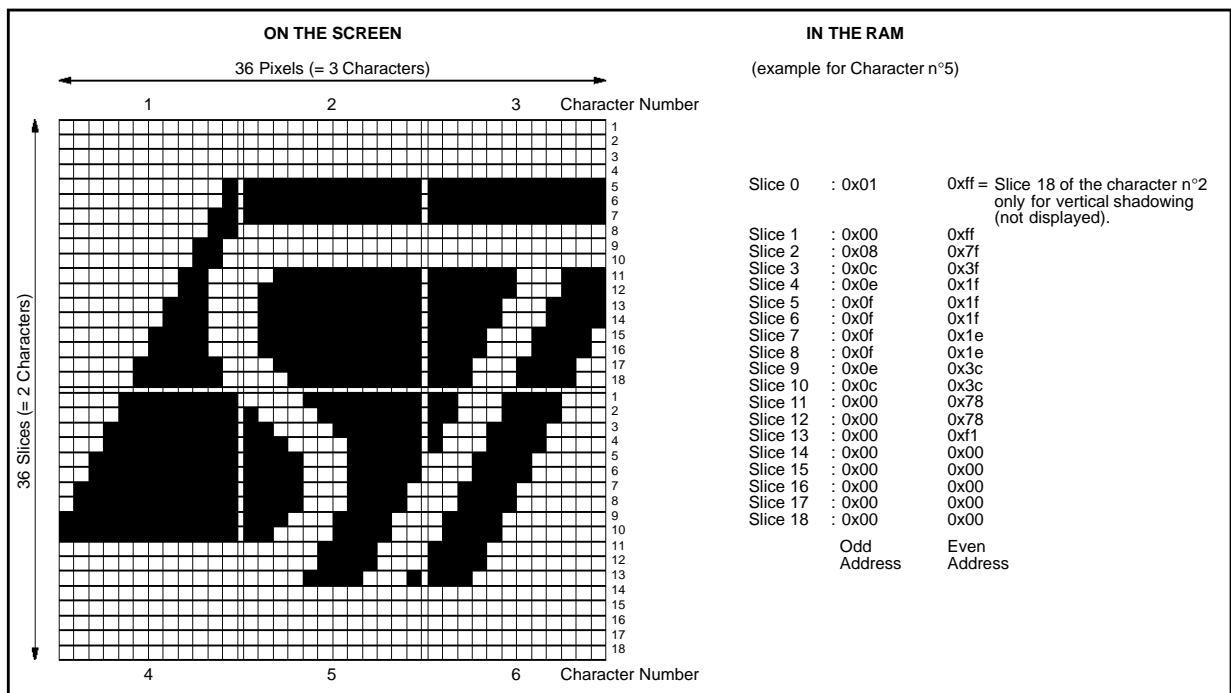 ON THE SCREEN
36 Pixels (= 3 Characters)
1 2 3 Character Number
36 Slices (= 2 Characters)
1
2
3
4
5
6
7
8
9
10
11
12
13
14
15
16
17
18
1
2
3
4
5
6
7
8
9
10
11
12
13
14
15
16
17
18
4 5 6 Character Number
IN THE RAM
(example for Character n°5)
Slice 0 : 0x01 0xff = Slice 18 of the character n°2
only for vertical shadowing
(not displayed).
Slice 1 : 0x00 0xff
Slice 2 : 0x08 0x7f
Slice 3 : 0x0c 0x3f
Slice 4 : 0x0e 0x1f
Slice 5 : 0x0f 0x1f
Slice 6 : 0x0f 0x1f
Slice 7 : 0x0f 0x1e
Slice 8 : 0x0f 0x1e
Slice 9 : 0x0e 0x3c
Slice 10 : 0x0c 0x3c
Slice 11 : 0x00 0x78
Slice 12 : 0x00 0x78
Slice 13 : 0x00 0xf1
Slice 14 : 0x00 0x00
Slice 15 : 0x00 0x00
Slice 16 : 0x00 0x00
Slice 17 : 0x00 0x00
Slice 18 : 0x00 0x00
Odd Even
Address Address